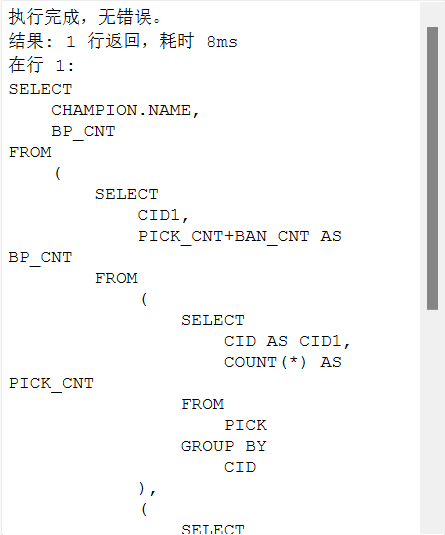 执行完成，无错误。
结果: 1 行返回，耗时 8ms
在行 1:
SELECT
    CHAMPION.NAME,
    BP_CNT
FROM
    (
        SELECT
            CID1,
            PICK_CNT+BAN_CNT AS
BP_CNT
        FROM
            (
                SELECT
                    CID AS CID1,
                    COUNT(*) AS
PICK_CNT
                FROM
                    PICK
                GROUP BY
                    CID
            ),
            (
                SELECT